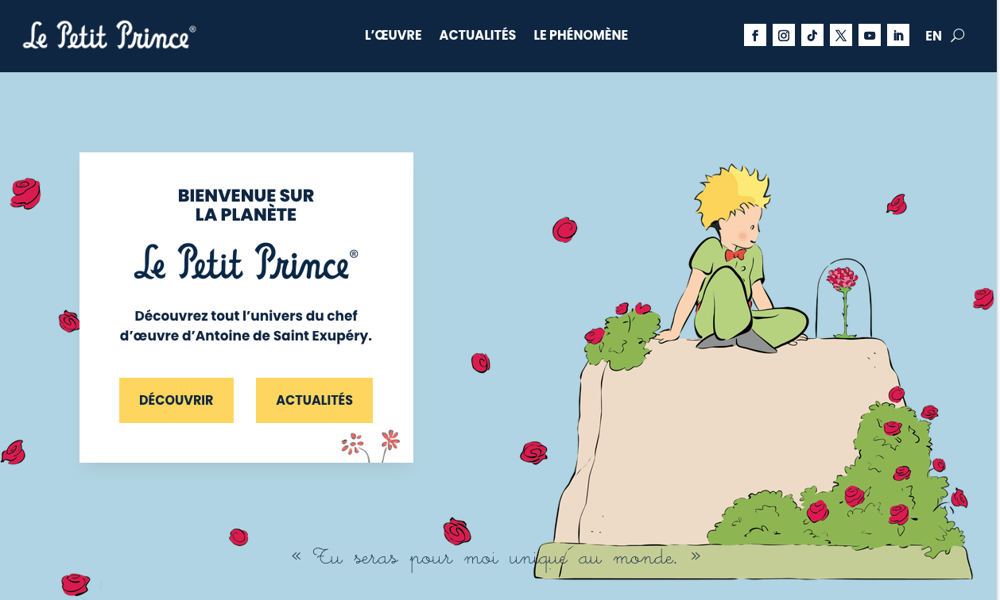 Le Petit Prince®
L’ŒUVRE ACTUALITÉS LE PHÉNOMÈNE
EN
BIENVENUE SUR
LA PLANÈTE
Le Petit Prince®
Découvrez tout l’univers du chef
d’œuvre d’Antoine de Saint Exupéry.
DÉCOUVRIR ACTUALITÉS
« Tu seras pour moi unique au monde. »